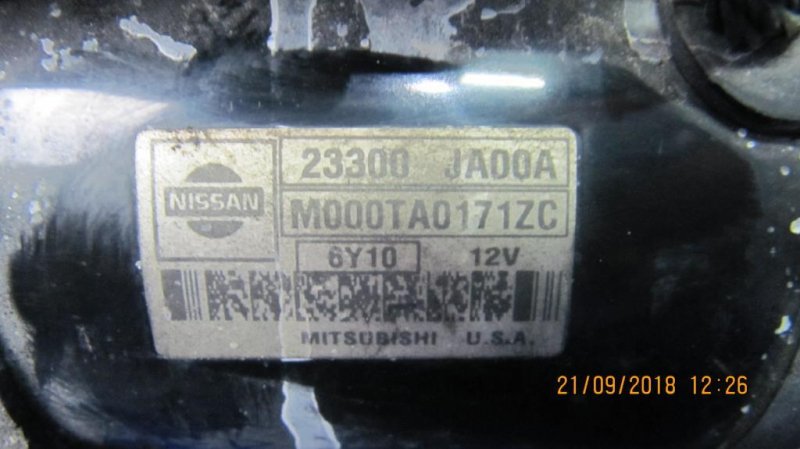 NISSAN
23300 JA00A
M000TA0171ZC
6Y10 12V
MITSUBISHI U.S.A.
21/09/2018 12:26